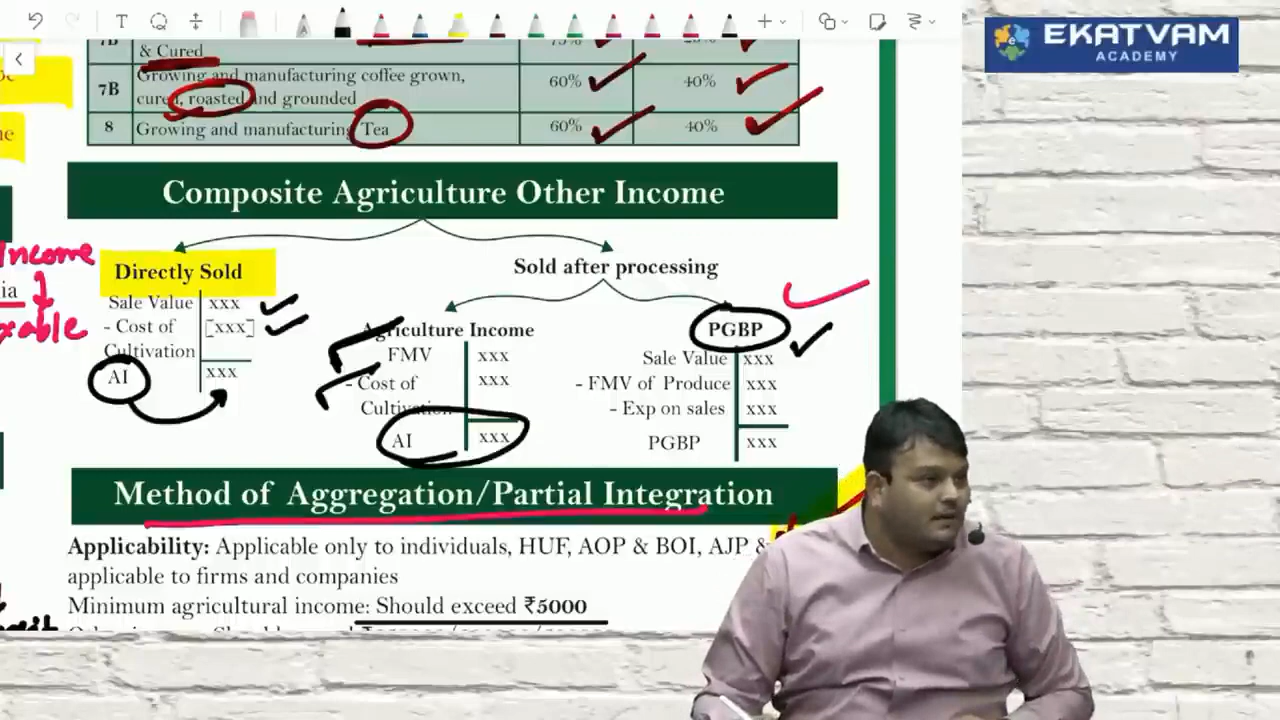 EKATVAM
ACADEMY
7B
& Cured
7B
Growing and manufacturing coffee grown,
cured, roasted and grounded
60%
40%
8
Growing and manufacturing Tea
60%
40%
Composite Agriculture Other Income
Income
Directly Sold
Sold after processing
Sale Value xxx
- Cost of [xxx]
Cultivation
AI xxx
Agriculture Income
FMV xxx
- Cost of xxx
Cultivation
AI xxx
PGBP
Sale Value xxx
- FMV of Produce xxx
- Exp on sales xxx
PGBP xxx
Method of Aggregation/Partial Integration
Applicability: Applicable only to individuals, HUF, AOP & BOI, AJP &
applicable to firms and companies
Minimum agricultural income: Should exceed ₹5000